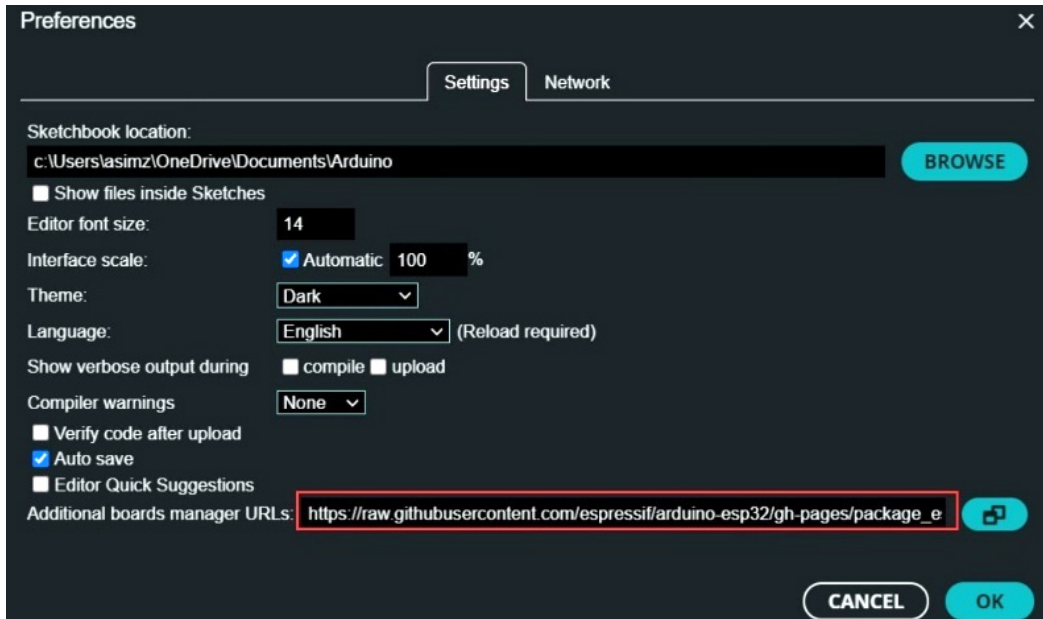 Preferences
Settings Network
Sketchbook location:
c:\Users\asimz\OneDrive\Documents\Arduino BROWSE
Show files inside Sketches
Editor font size: 14
Interface scale: Automatic 100 %
Theme: Dark
Language: English (Reload required)
Show verbose output during compile upload
Compiler warnings None
Verify code after upload
Auto save
Editor Quick Suggestions
Additional boards manager URLs: https://raw.githubusercontent.com/espressif/arduino-esp32/gh-pages/package_e
CANCEL OK